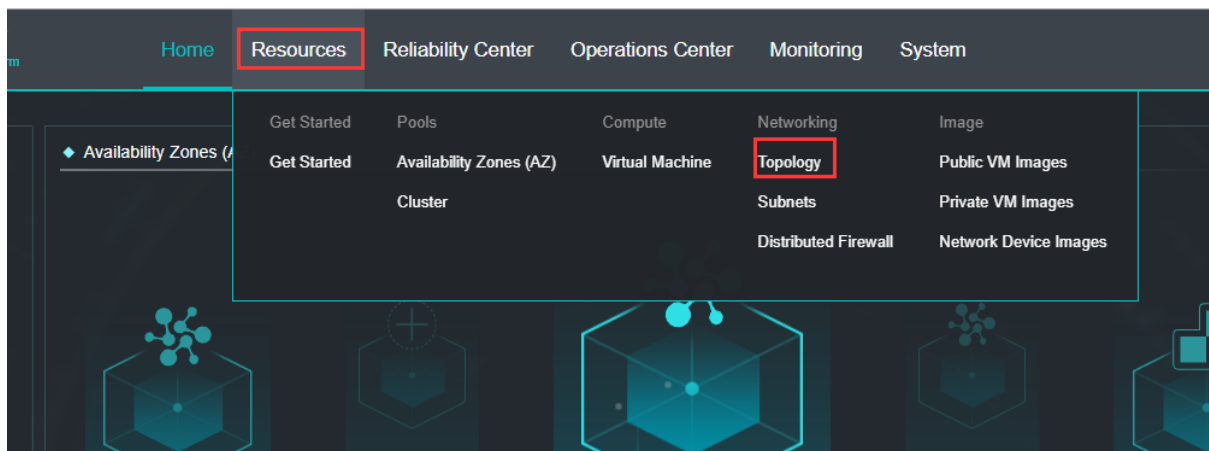 Home Resources Reliability Center Operations Center Monitoring System
m
Get Started Pools Compute Networking Image
Availability Zones (A
Get Started Availability Zones (AZ) Virtual Machine Topology Public VM Images
Cluster Subnets Private VM Images
Distributed Firewall Network Device Images